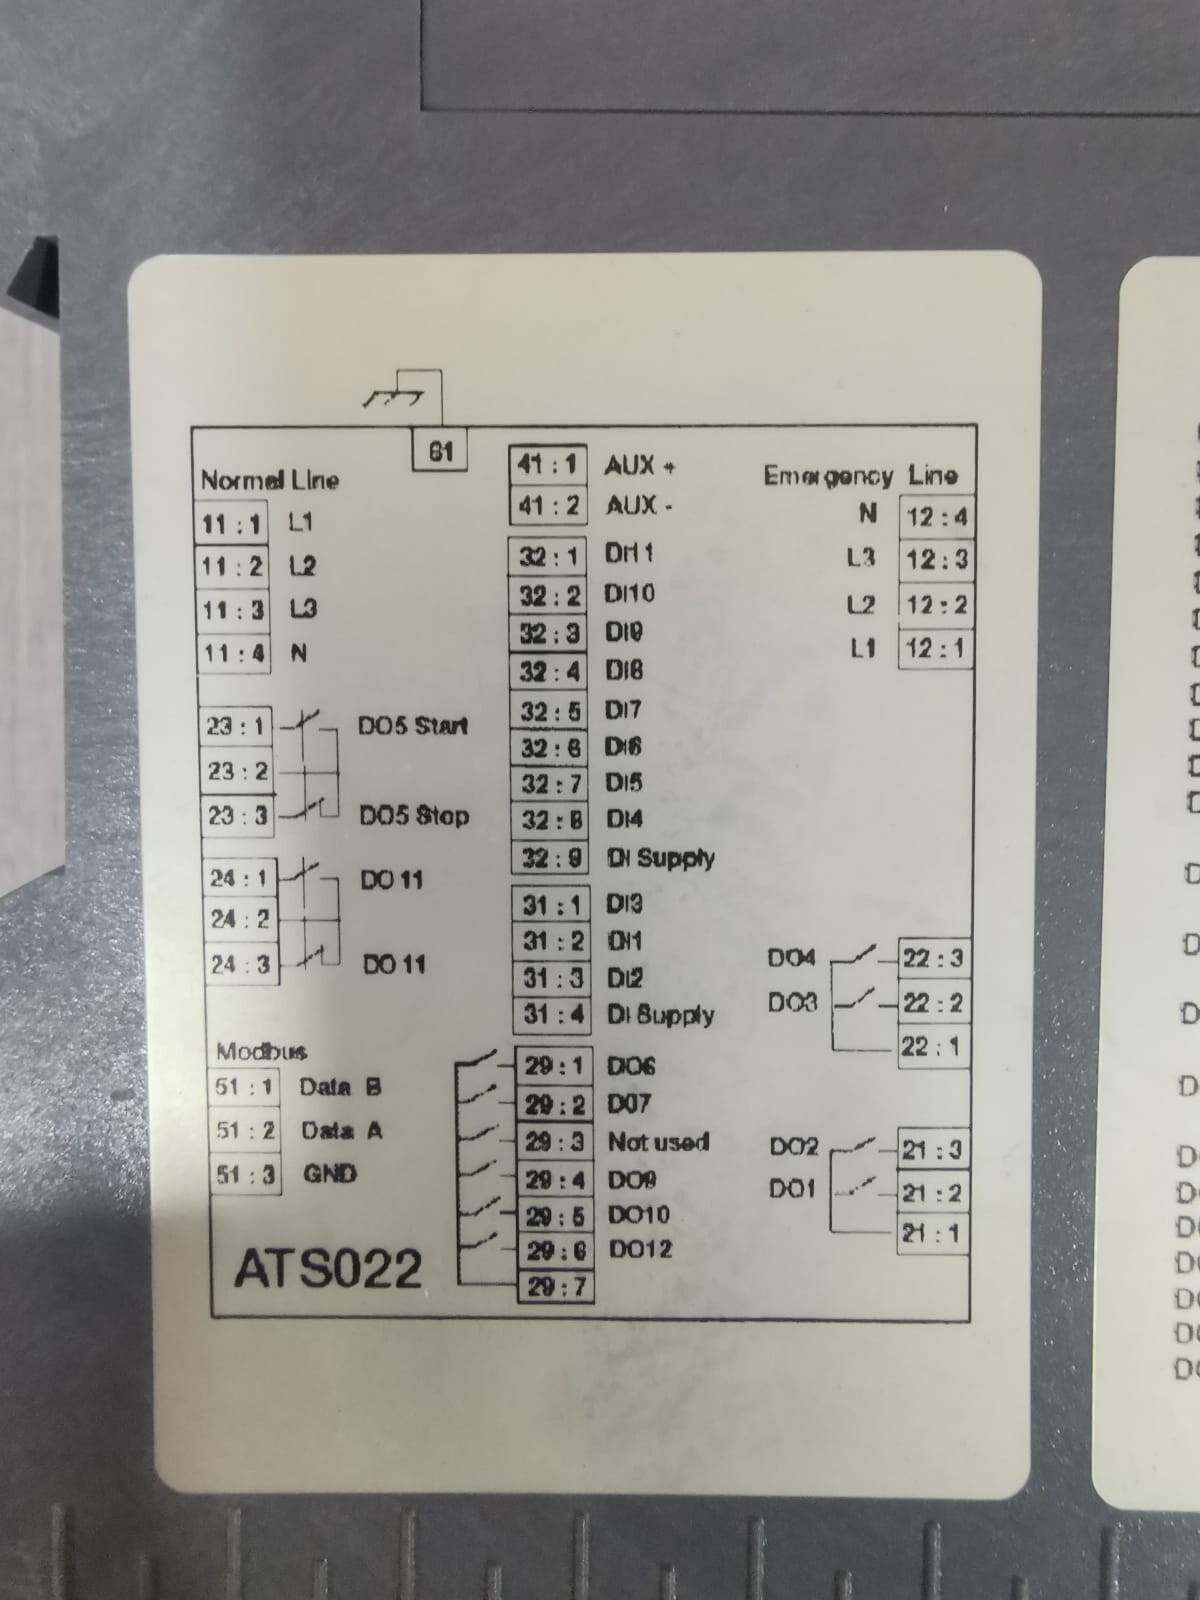 61
Normal Line
11 : 1 L1
11 : 2 L2
11 : 3 L3
11 : 4 N
23 : 1 DO5 Start
23 : 2
23 : 3 DO5 Stop
24 : 1 DO 11
24 : 2
24 : 3 DO 11
Modbus
51 : 1 Data B
51 : 2 Data A
51 : 3 GND
ATS022
41 : 1 AUX +
41 : 2 AUX -
32 : 1 DI11
32 : 2 DI10
32 : 3 DI9
32 : 4 DI8
32 : 5 DI7
32 : 6 DI6
32 : 7 DI5
32 : 8 DI4
32 : 9 DI Supply
31 : 1 DI3
31 : 2 DI1
31 : 3 DI2
31 : 4 DI Supply
29 : 1 DO6
29 : 2 DO7
29 : 3 Not used
29 : 4 DO9
29 : 5 DO10
29 : 6 DO12
29 : 7
Emergency Line
N 12 : 4
L3 12 : 3
L2 12 : 2
L1 12 : 1
DO4 22 : 3
DO3 22 : 2
22 : 1
DO2 21 : 3
DO1 21 : 2
21 : 1